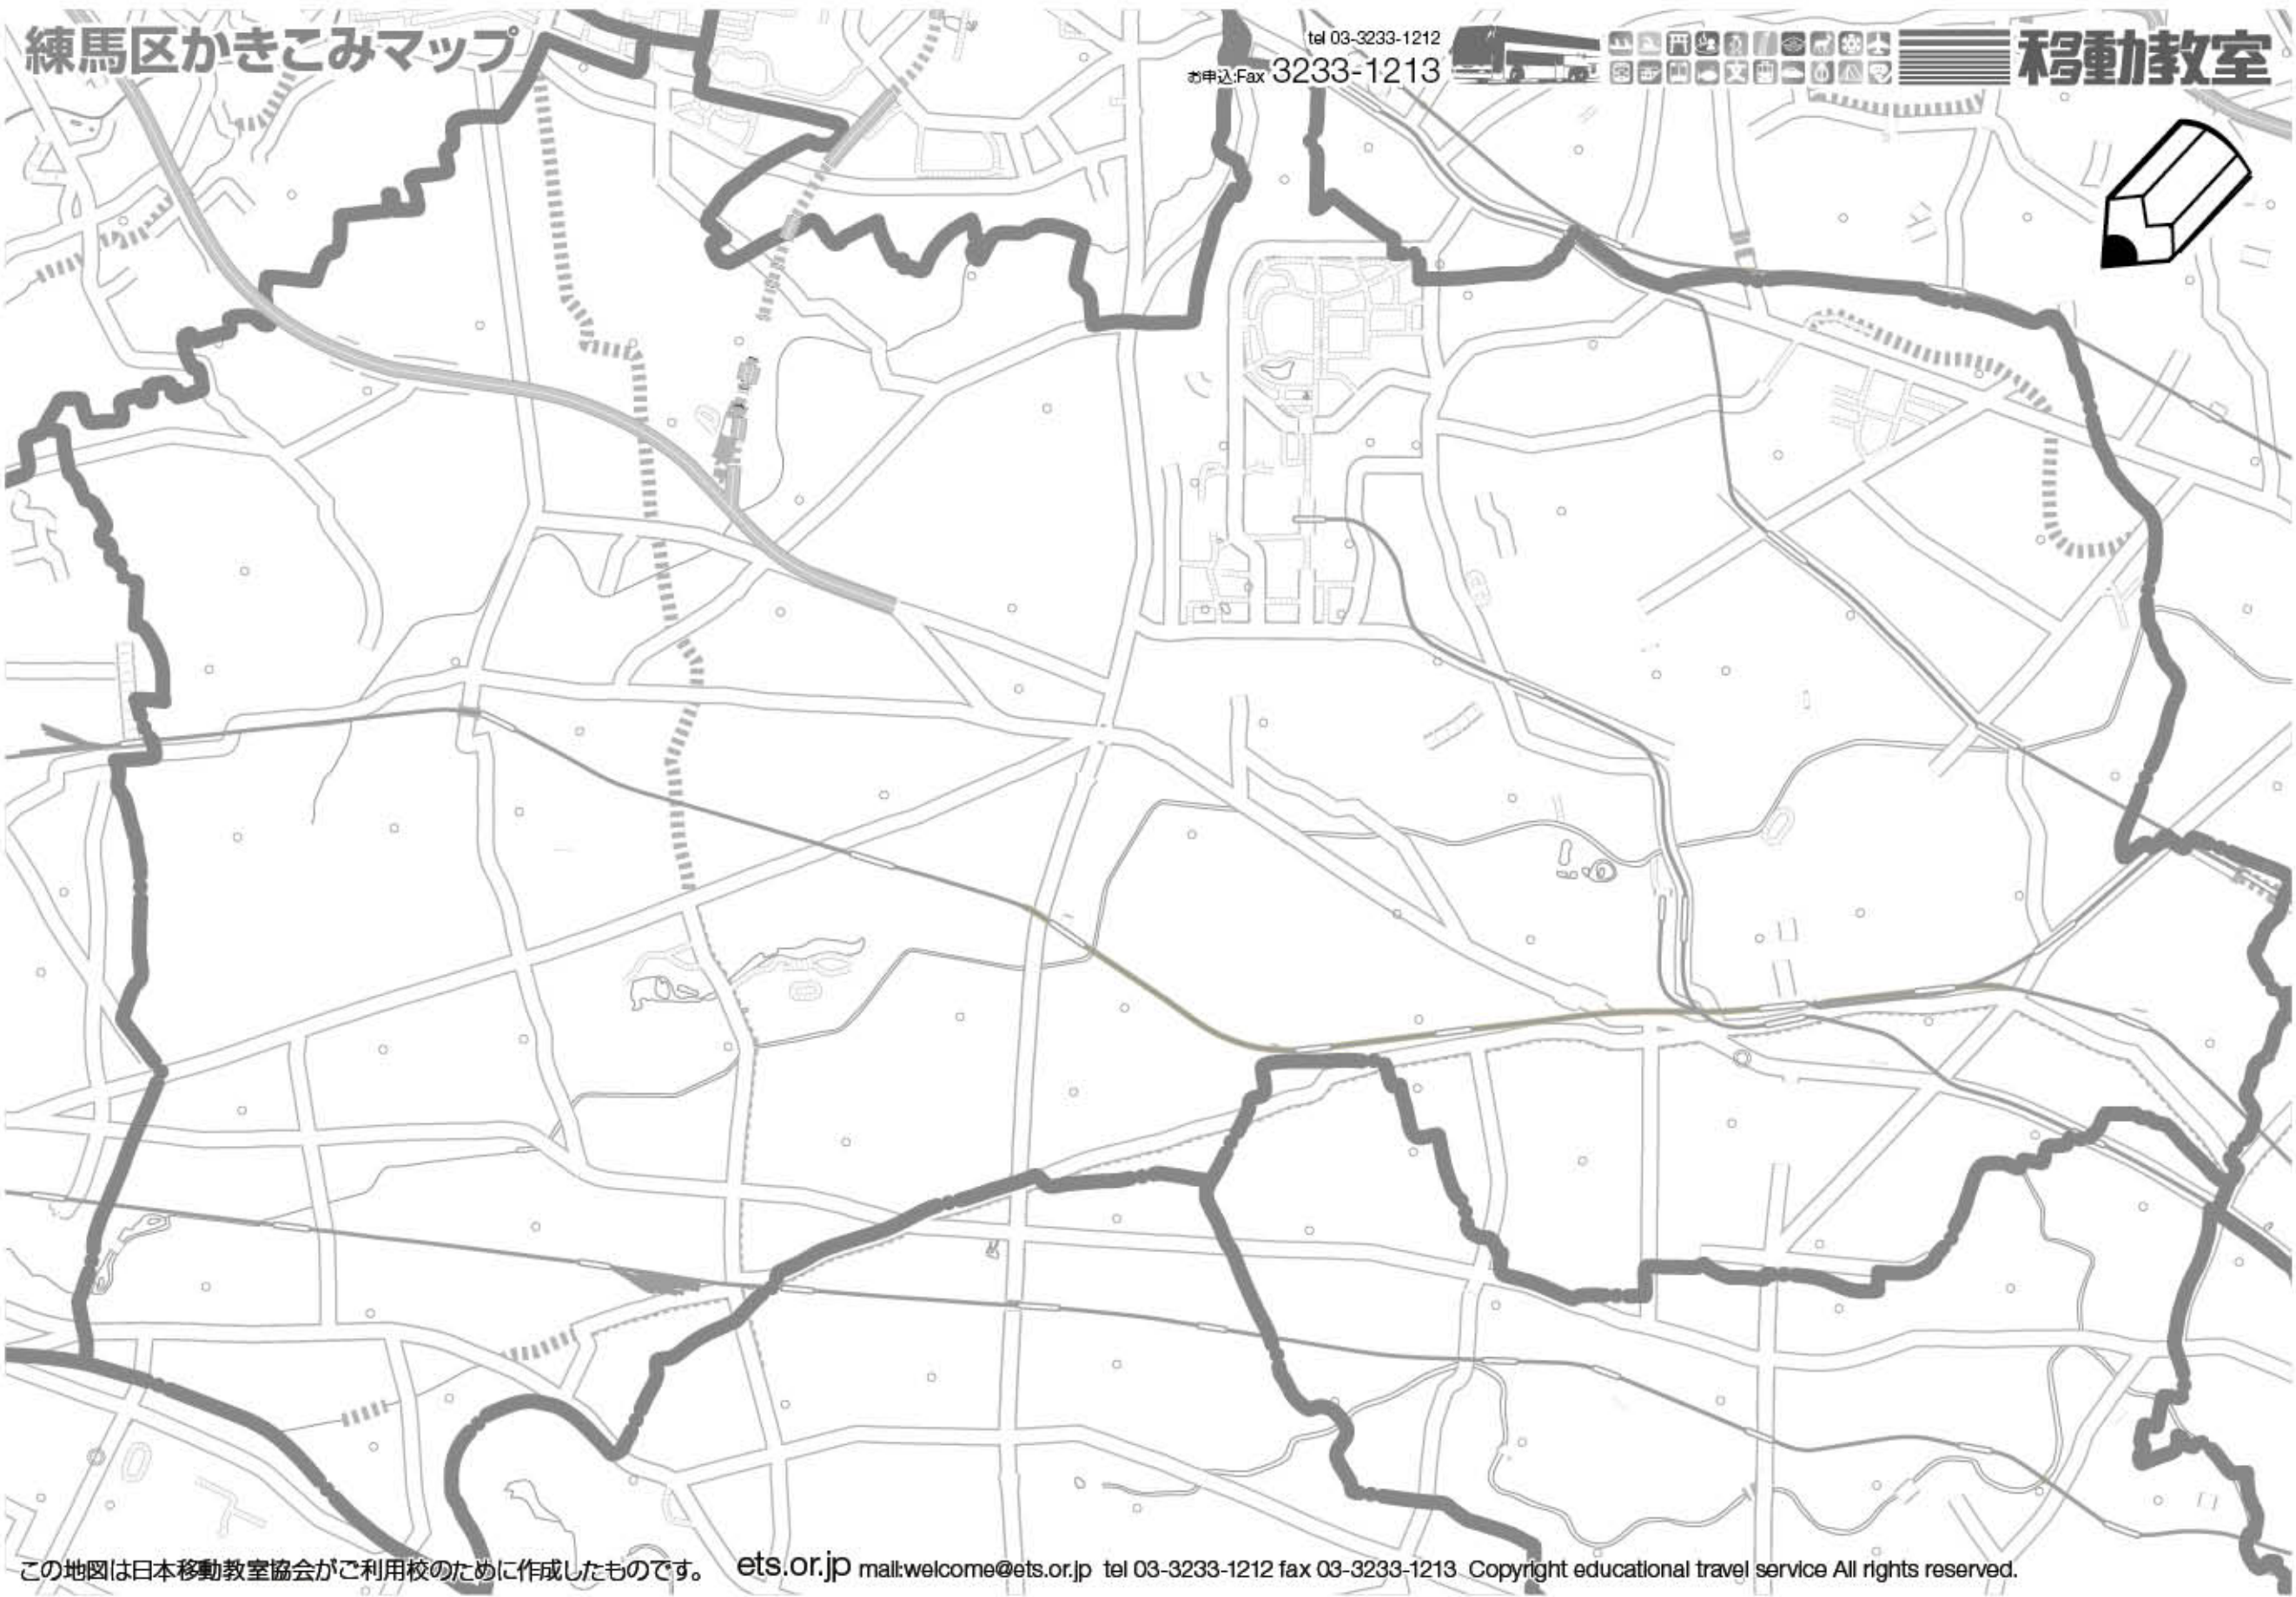 練馬区かきこみマップ
tel 03-3233-1212
お申込:Fax 3233-1213
移動教室
この地図は日本移動教室協会がご利用校のために作成したものです。 ets.or.jp mail:welcome@ets.or.jp tel 03-3233-1212 fax 03-3233-1213 Copyright educational travel service All rights reserved.